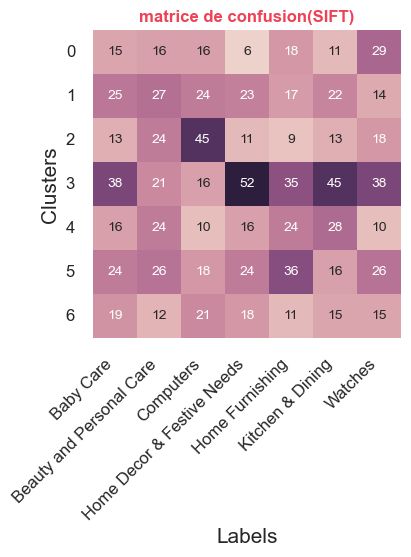 matrice de confusion(SIFT)
0 15 16 16 6 18 11 29
1 25 27 24 23 17 22 14
2 13 24 45 11 9 13 18
3 38 21 16 52 35 45 38
4 16 24 10 16 24 28 10
5 24 26 18 24 36 16 26
6 19 12 21 18 11 15 15
Clusters
Baby Care
Beauty and Personal Care
Computers
Home Decor & Festive Needs
Home Furnishing
Kitchen & Dining
Watches
Labels